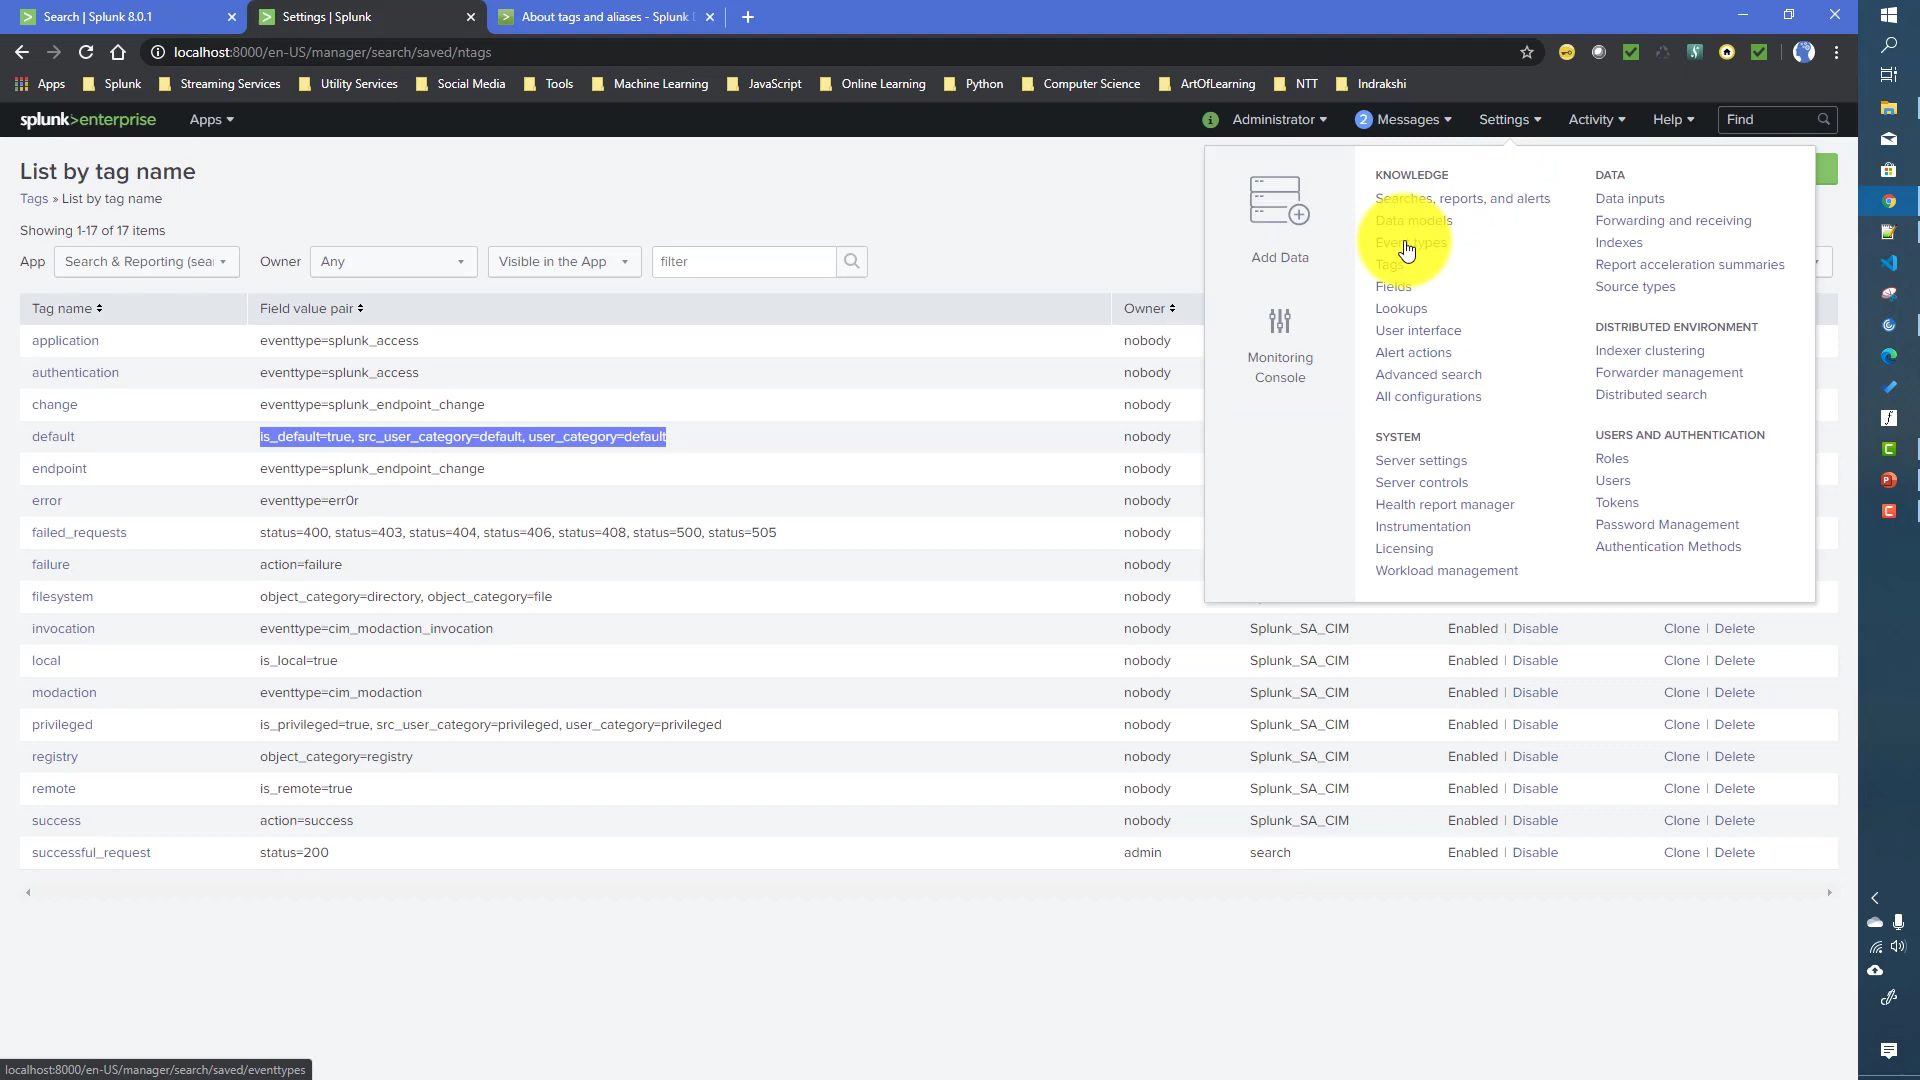 Search | Splunk 8.0.1
Settings | Splunk
About tags and aliases - Splunk
localhost:8000/en-US/manager/search/saved/ntags
Apps
Splunk
Streaming Services
Utility Services
Social Media
Tools
Machine Learning
JavaScript
Online Learning
Python
Computer Science
ArtOfLearning
NTT
Indrakshi
splunk>enterprise
Apps
i
Administrator
2
Messages
Settings
Activity
Help
Find
List by tag name
Tags » List by tag name
Showing 1-17 of 17 items
App
Search & Reporting (sear
Owner
Any
Visible in the App
filter
Tag name
Field value pair
Owner
application
eventtype=splunk_access
nobody
authentication
eventtype=splunk_access
nobody
change
eventtype=splunk_endpoint_change
nobody
default
is_default=true, src_user_category=default, user_category=default
nobody
endpoint
eventtype=splunk_endpoint_change
nobody
error
eventtype=err0r
nobody
failed_requests
status=400, status=403, status=404, status=406, status=408, status=500, status=505
nobody
failure
action=failure
nobody
filesystem
object_category=directory, object_category=file
nobody
invocation
eventtype=cim_modaction_invocation
nobody
Splunk_SA_CIM
Enabled | Disable
Clone | Delete
local
is_local=true
nobody
Splunk_SA_CIM
Enabled | Disable
Clone | Delete
modaction
eventtype=cim_modaction
nobody
Splunk_SA_CIM
Enabled | Disable
Clone | Delete
privileged
is_privileged=true, src_user_category=privileged, user_category=privileged
nobody
Splunk_SA_CIM
Enabled | Disable
Clone | Delete
registry
object_category=registry
nobody
Splunk_SA_CIM
Enabled | Disable
Clone | Delete
remote
is_remote=true
nobody
Splunk_SA_CIM
Enabled | Disable
Clone | Delete
success
action=success
nobody
Splunk_SA_CIM
Enabled | Disable
Clone | Delete
successful_request
status=200
admin
search
Enabled | Disable
Clone | Delete
Add Data
Monitoring
Console
KNOWLEDGE
Searches, reports, and alerts
Data models
Event types
Tags
Fields
Lookups
User interface
Alert actions
Advanced search
All configurations
SYSTEM
Server settings
Server controls
Health report manager
Instrumentation
Licensing
Workload management
DATA
Data inputs
Forwarding and receiving
Indexes
Report acceleration summaries
Source types
DISTRIBUTED ENVIRONMENT
Indexer clustering
Forwarder management
Distributed search
USERS AND AUTHENTICATION
Roles
Users
Tokens
Password Management
Authentication Methods
localhost:8000/en-US/manager/search/saved/eventtypes